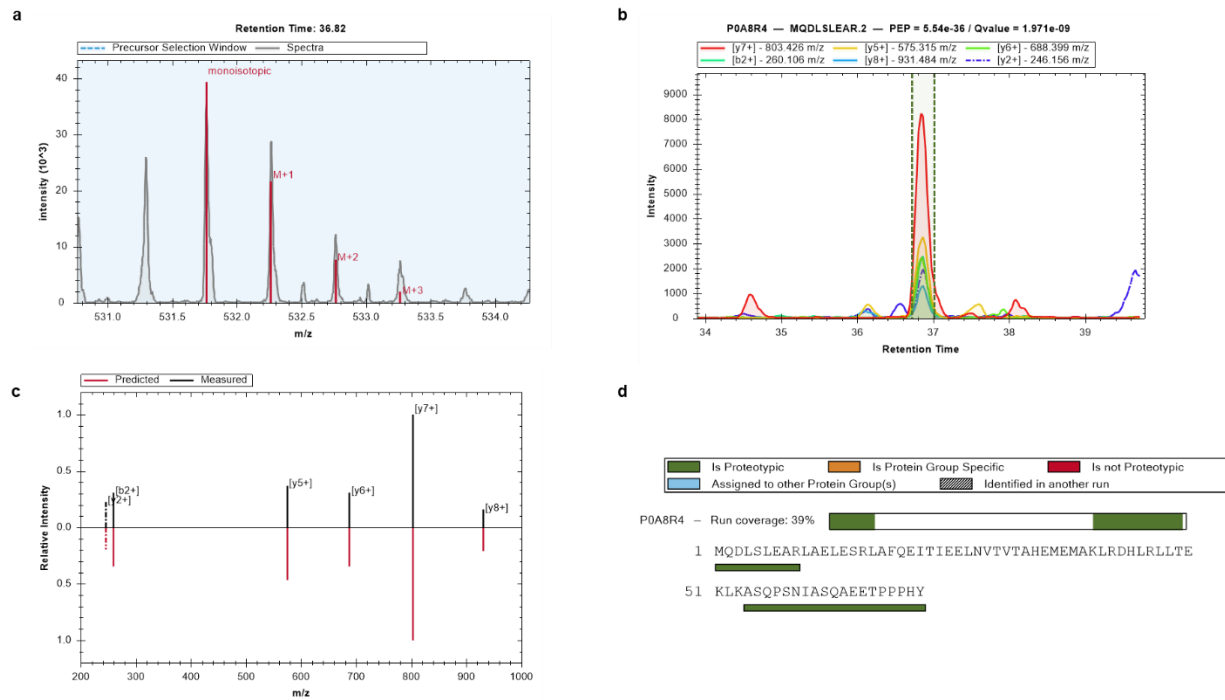 a
Retention Time: 36.82
Precursor Selection Window Spectra
monoisotopic
M+1
M+2
M+3
40
30
20
10
0
intensity (10^3)
531.0 531.5 532.0 532.5 533.0 533.5 534.0
m/z
b
P0A8R4 — MQDLSLEAR.2 — PEP = 5.54e-36 / Qvalue = 1.971e-09
[y7+] - 803.426 m/z [y5+] - 575.315 m/z [y6+] - 688.399 m/z
[b2+] - 260.106 m/z [y8+] - 931.484 m/z [y2+] - 246.156 m/z
9000
8000
7000
6000
5000
4000
3000
2000
1000
0
Intensity
34 35 36 37 38 39
Retention Time
c
Predicted Measured
[y7+]
[b2+]
[y2+]
[y5+]
[y6+]
[y8+]
1.0
0.5
0.0
0.5
1.0
Relative Intensity
200 300 400 500 600 700 800 900 1000
m/z
d
Is Proteotypic Is Protein Group Specific Is not Proteotypic
Assigned to other Protein Group(s) Identified in another run
P0A8R4 – Run coverage: 39%
1 MQDLSLEARLAELESRLAFQEITIEELNVTVTAHEMEMAKLRDHLRLLTE
51 KLKASQPSNIASQAEETPPPHY